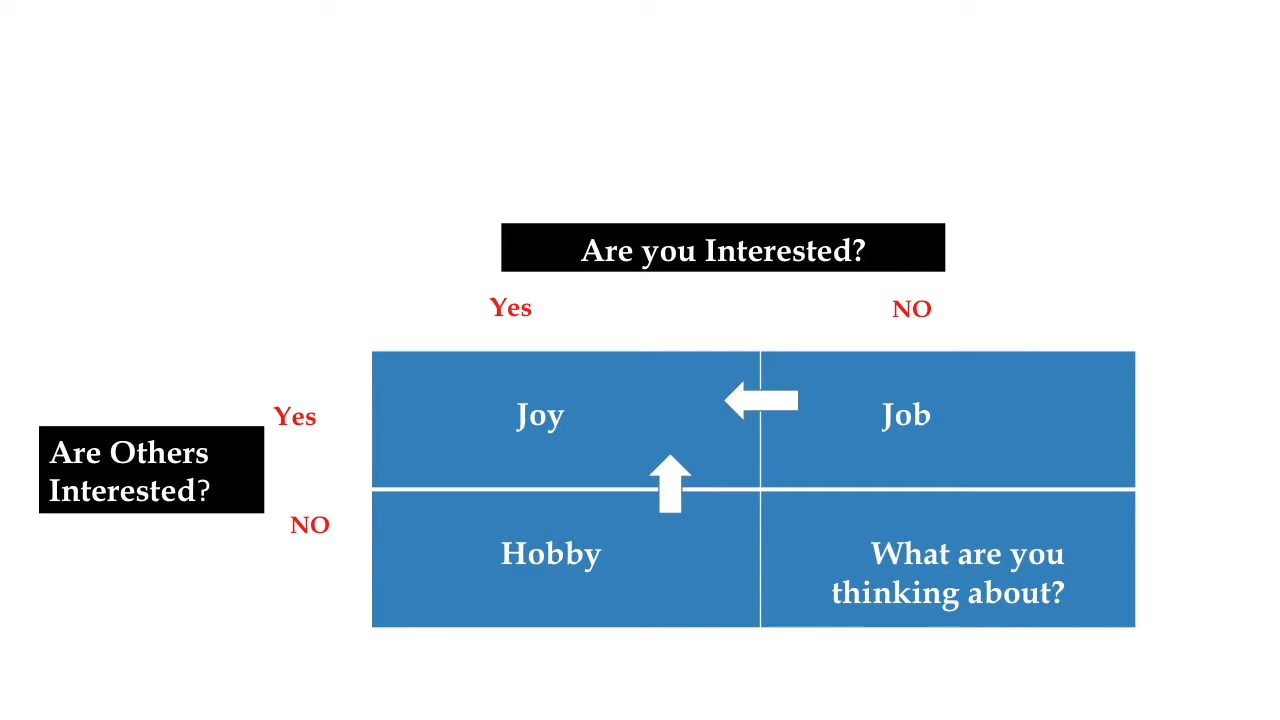 Are you Interested?
Yes
NO
Yes
Joy
Job
Are Others
Interested?
NO
Hobby
What are you
thinking about?